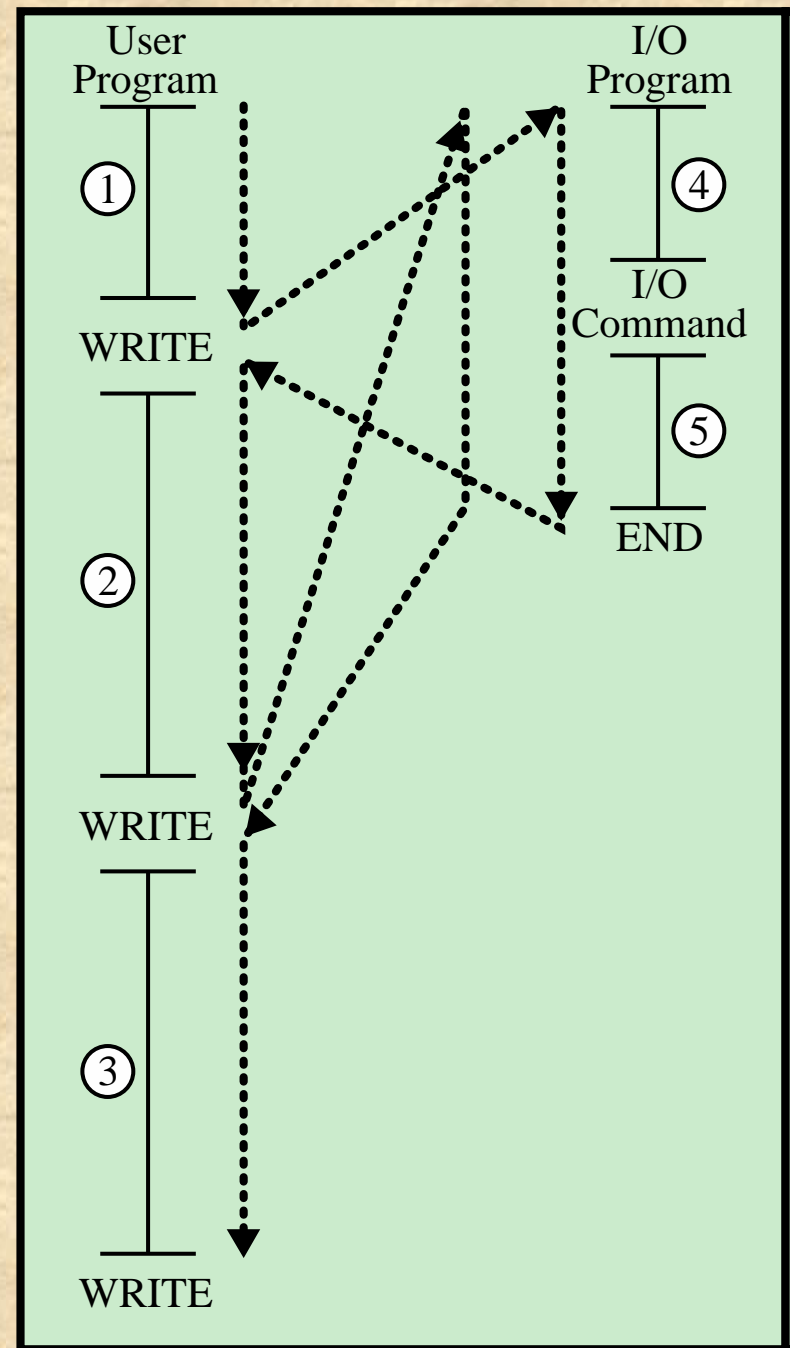 User
Program
1
WRITE
2
WRITE
3
WRITE
I/O
Program
4
I/O
Command
5
END